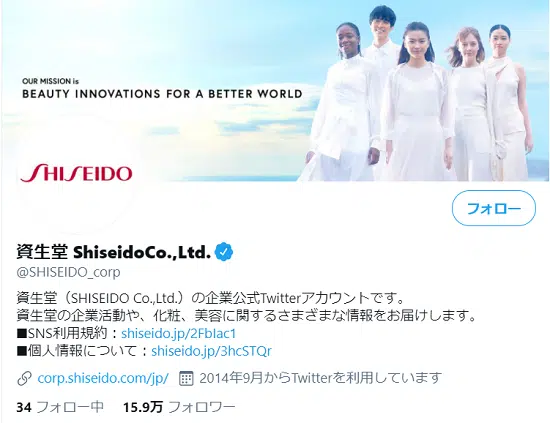 OUR MISSION is
BEAUTY INNOVATIONS FOR A BETTER WORLD
SHISEIDO
フォロー
資生堂 ShiseidoCo.,Ltd.
@SHISEIDO_corp
資生堂（SHISEIDO Co.,Ltd.）の企業公式Twitterアカウントです。
資生堂の企業活動や、化粧、美容に関するさまざまな情報をお届けします。
■SNS利用規約：shiseido.jp/2FbIac1
■個人情報について：shiseido.jp/3hcSTQr
corp.shiseido.com/jp/ 2014年9月からTwitterを利用しています
34 フォロー中 15.9万 フォロワー